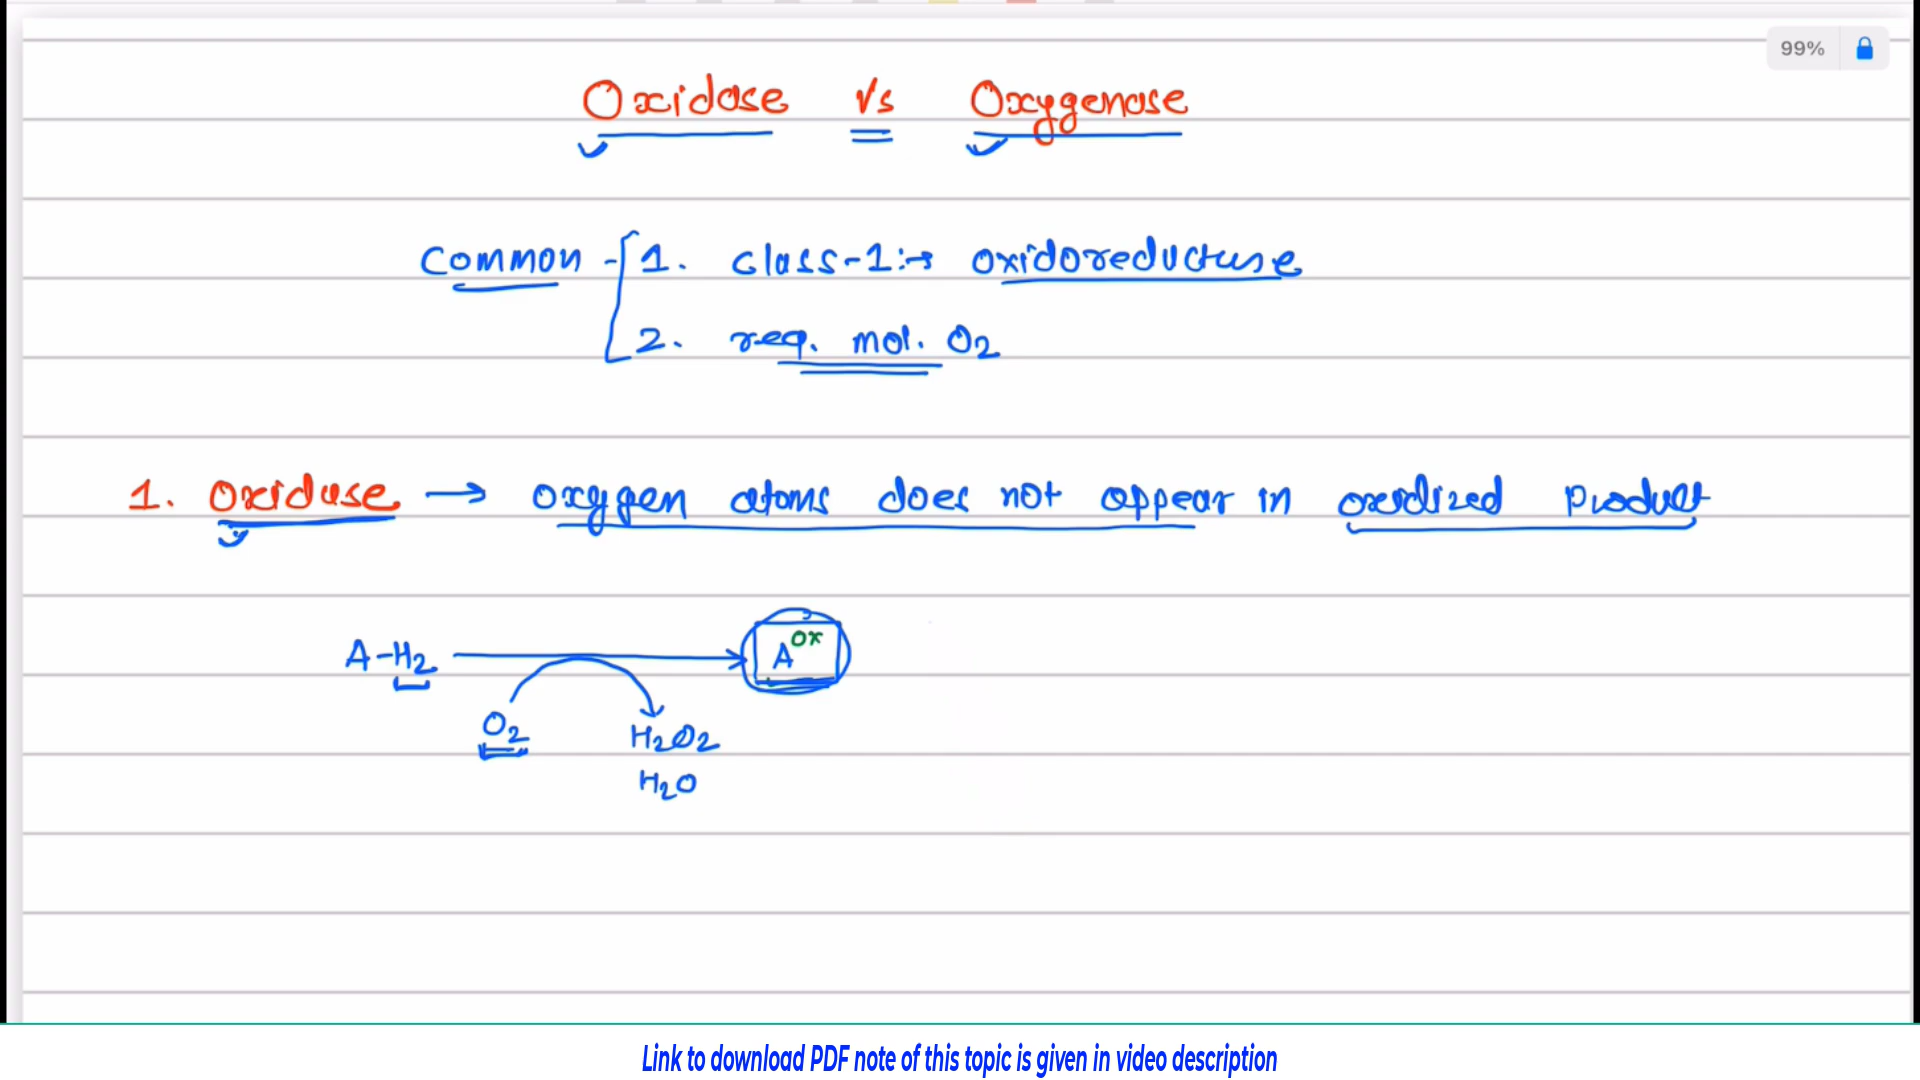 99%
Oxidase vs Oxygenase
Common - 1. class-1:→ oxidoreductase
2. req. mol. O2
1. Oxidase → oxygen atoms does not appear in oxidized product
A-H2 → A^ox
O2 H2O2
H2O
Link to download PDF note of this topic is given in video description